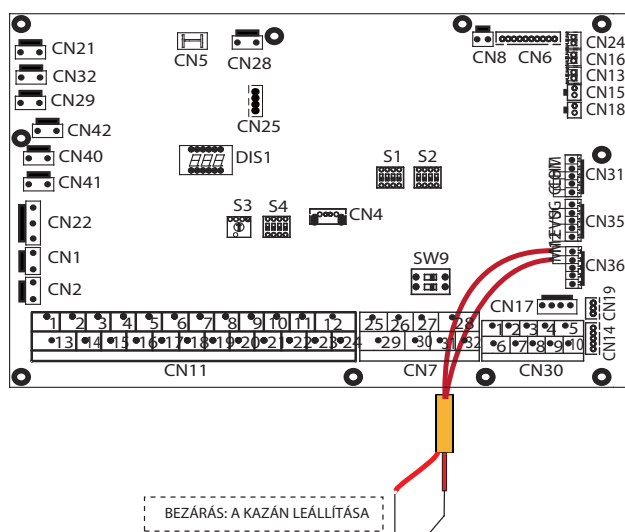 CN21
CN5
CN28
CN8 CN6
CN24
CN16
CN32
CN13
CN29
CN15
CN25
CN18
CN42
CN40
DIS1
S1 S2
CN31
CN41
S3 S4
CN4
CN22
CN35
CN1
SW9
CN36
CN2
CN17
CN19
1 2 3 4 5 6 7 8 9 10 11 12
25 26 27 28
1 2 3 4 5
13 14 15 16 17 18 19 20 21 22 23 24
29 30 31 32
6 7 8 9 10
CN14
CN11
CN7
CN30
BEZÁRÁS: A KAZÁN LEÁLLÍTÁSA